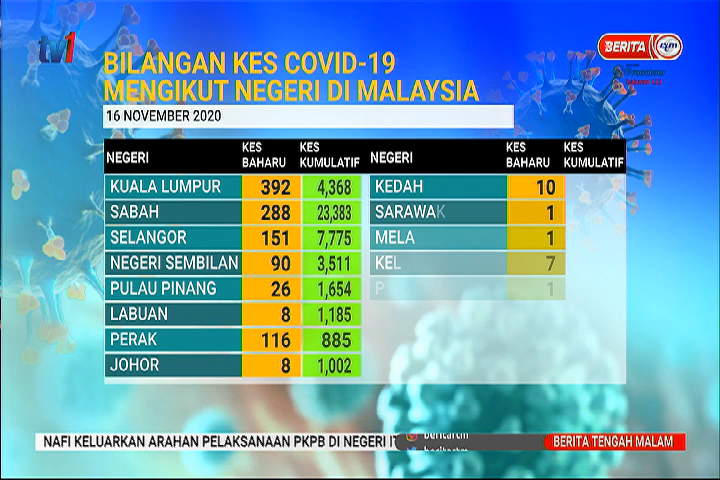 tv1
BERITA rtm
BILANGAN KES COVID-19
MENGIKUT NEGERI DI MALAYSIA
16 NOVEMBER 2020
NEGERI KES BAHARU KES KUMULATIF NEGERI KES BAHARU KES KUMULATIF
KUALA LUMPUR 392 4,368 KEDAH 10
SABAH 288 23,383 SARAWAK 1
SELANGOR 151 7,775 MELA 1
NEGERI SEMBILAN 90 3,511 KEL 7
PULAU PINANG 26 1,654 P 1
LABUAN 8 1,185
PERAK 116 885
JOHOR 8 1,002
NAFI KELUARKAN ARAHAN PELAKSANAAN PKPB DI NEGERI BERITA TENGAH MALAM